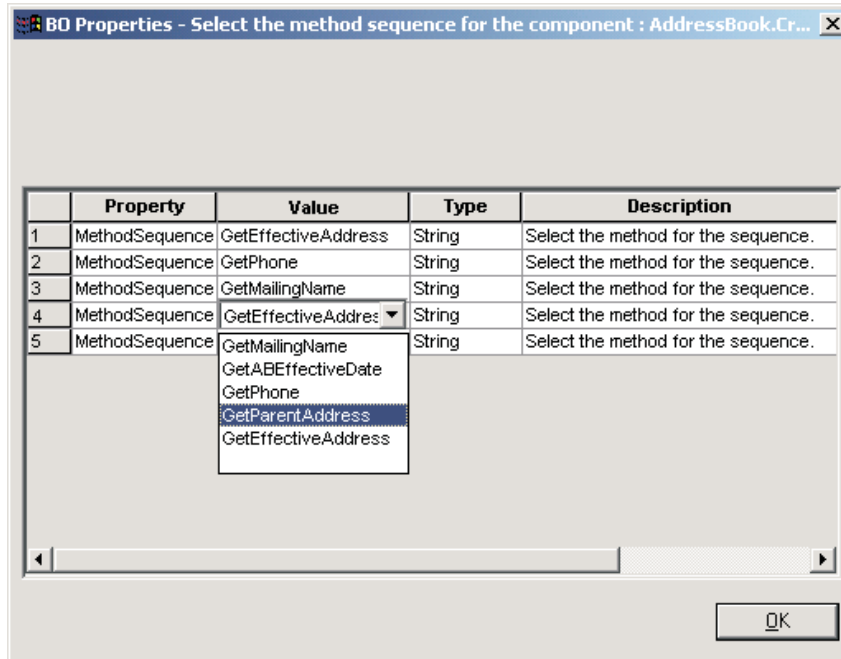 BO Properties - Select the method sequence for the component : AddressBook.Cr...
Property Value Type Description
1 MethodSequence GetEffectiveAddress String Select the method for the sequence.
2 MethodSequence GetPhone String Select the method for the sequence.
3 MethodSequence GetMailingName String Select the method for the sequence.
4 MethodSequence GetEffectiveAddres String Select the method for the sequence.
5 MethodSequence String Select the method for the sequence.
GetMailingName
GetABEffectiveDate
GetPhone
GetParentAddress
GetEffectiveAddress
OK